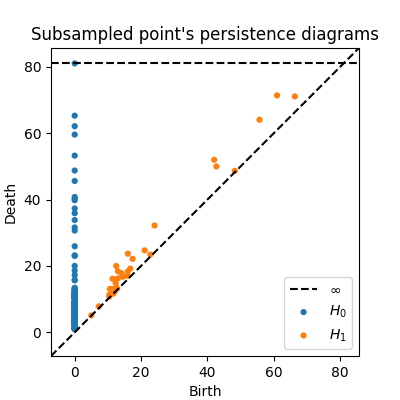 Subsampled point's persistence diagrams
80
60
40
20
0
Death
∞
H₀
H₁
0 20 40 60 80
Birth